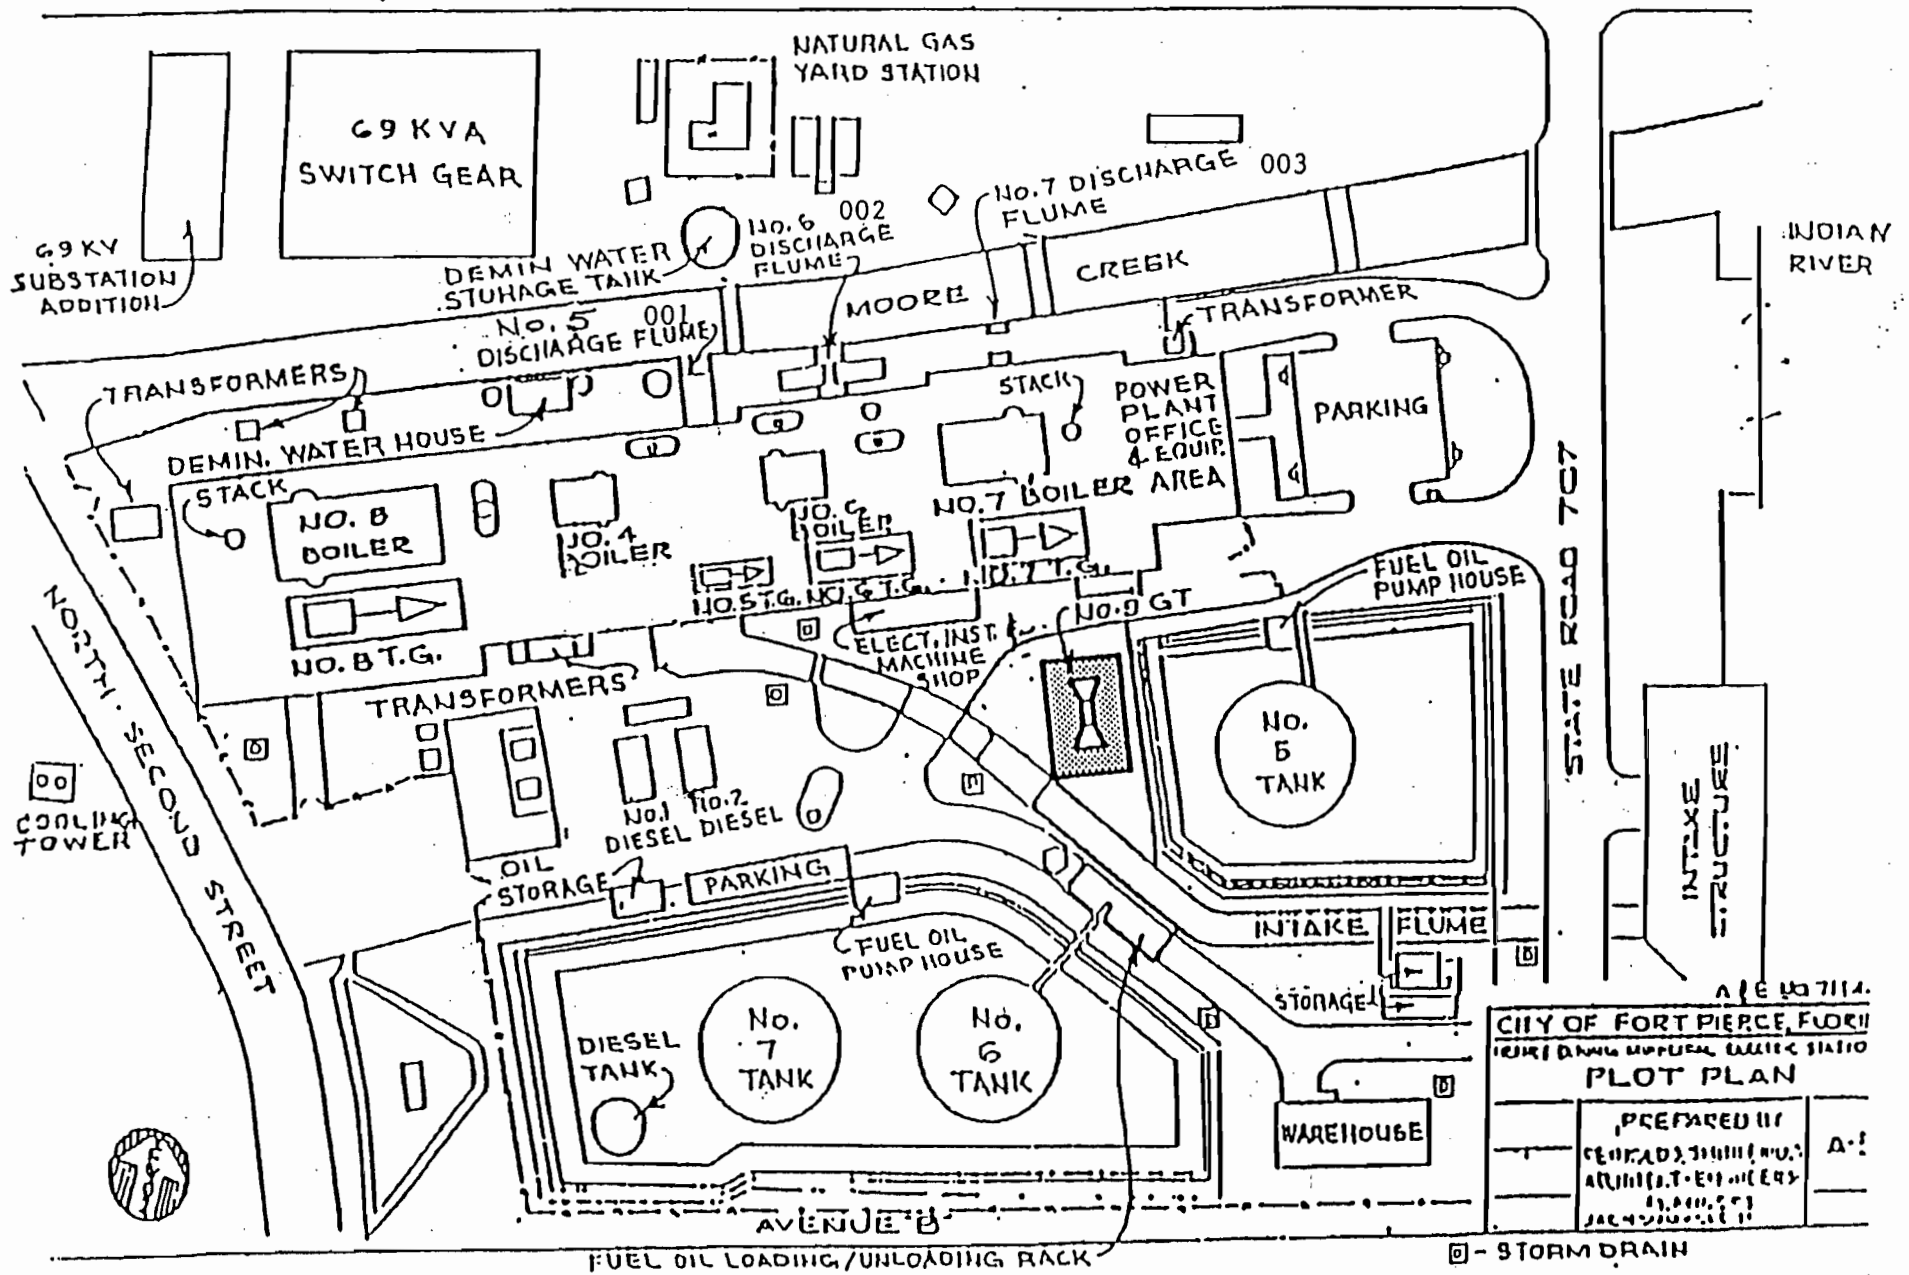 NATURAL GAS
YARD STATION
69 KVA
SWITCH GEAR
69 KV
SUBSTATION
ADDITION
No. 7 DISCHARGE 003
FLUME
No. 6 002
DISCHARGE
FLUME
DEMIN WATER
TANK
INDIAN
RIVER
CREEK
MOORE
TRANSFORMER
No. 5 001
DISCHARGE FLUME
TRANSFORMERS
DEMIN. WATER HOUSE
STACK
STACK
POWER
PLANT
OFFICE
& EQUIP.
AREA
PARKING
NO. 8
BOILER
NO. 4
BOILER
NO. 6
BOILER
NO. 7 BOILER
NO. 8 T.G.
NO. 5 T.G.
NO. 6 T.G.
NO. 7 T.G.
FUEL OIL
PUMP HOUSE
NO. 9 GT
ELECT. INST. &
MACHINE
SHOP
TRANSFORMERS
NORTH SECOND STREET
STATE ROAD 707
COOLING
TOWER
No. 1
DIESEL
No. 2
DIESEL
OIL
STORAGE
PARKING
No.
5
TANK
INTAKE
FLUME
INTAKE
STRUCTURE
FUEL OIL
PUMP HOUSE
STORAGE
DIESEL
TANK
No.
7
TANK
No.
6
TANK
WAREHOUSE
CITY OF FORT PIERCE,
PLOT PLAN
PREPARED
AVENUE "B"
FUEL OIL LOADING/UNLOADING RACK
D - STORM DRAIN